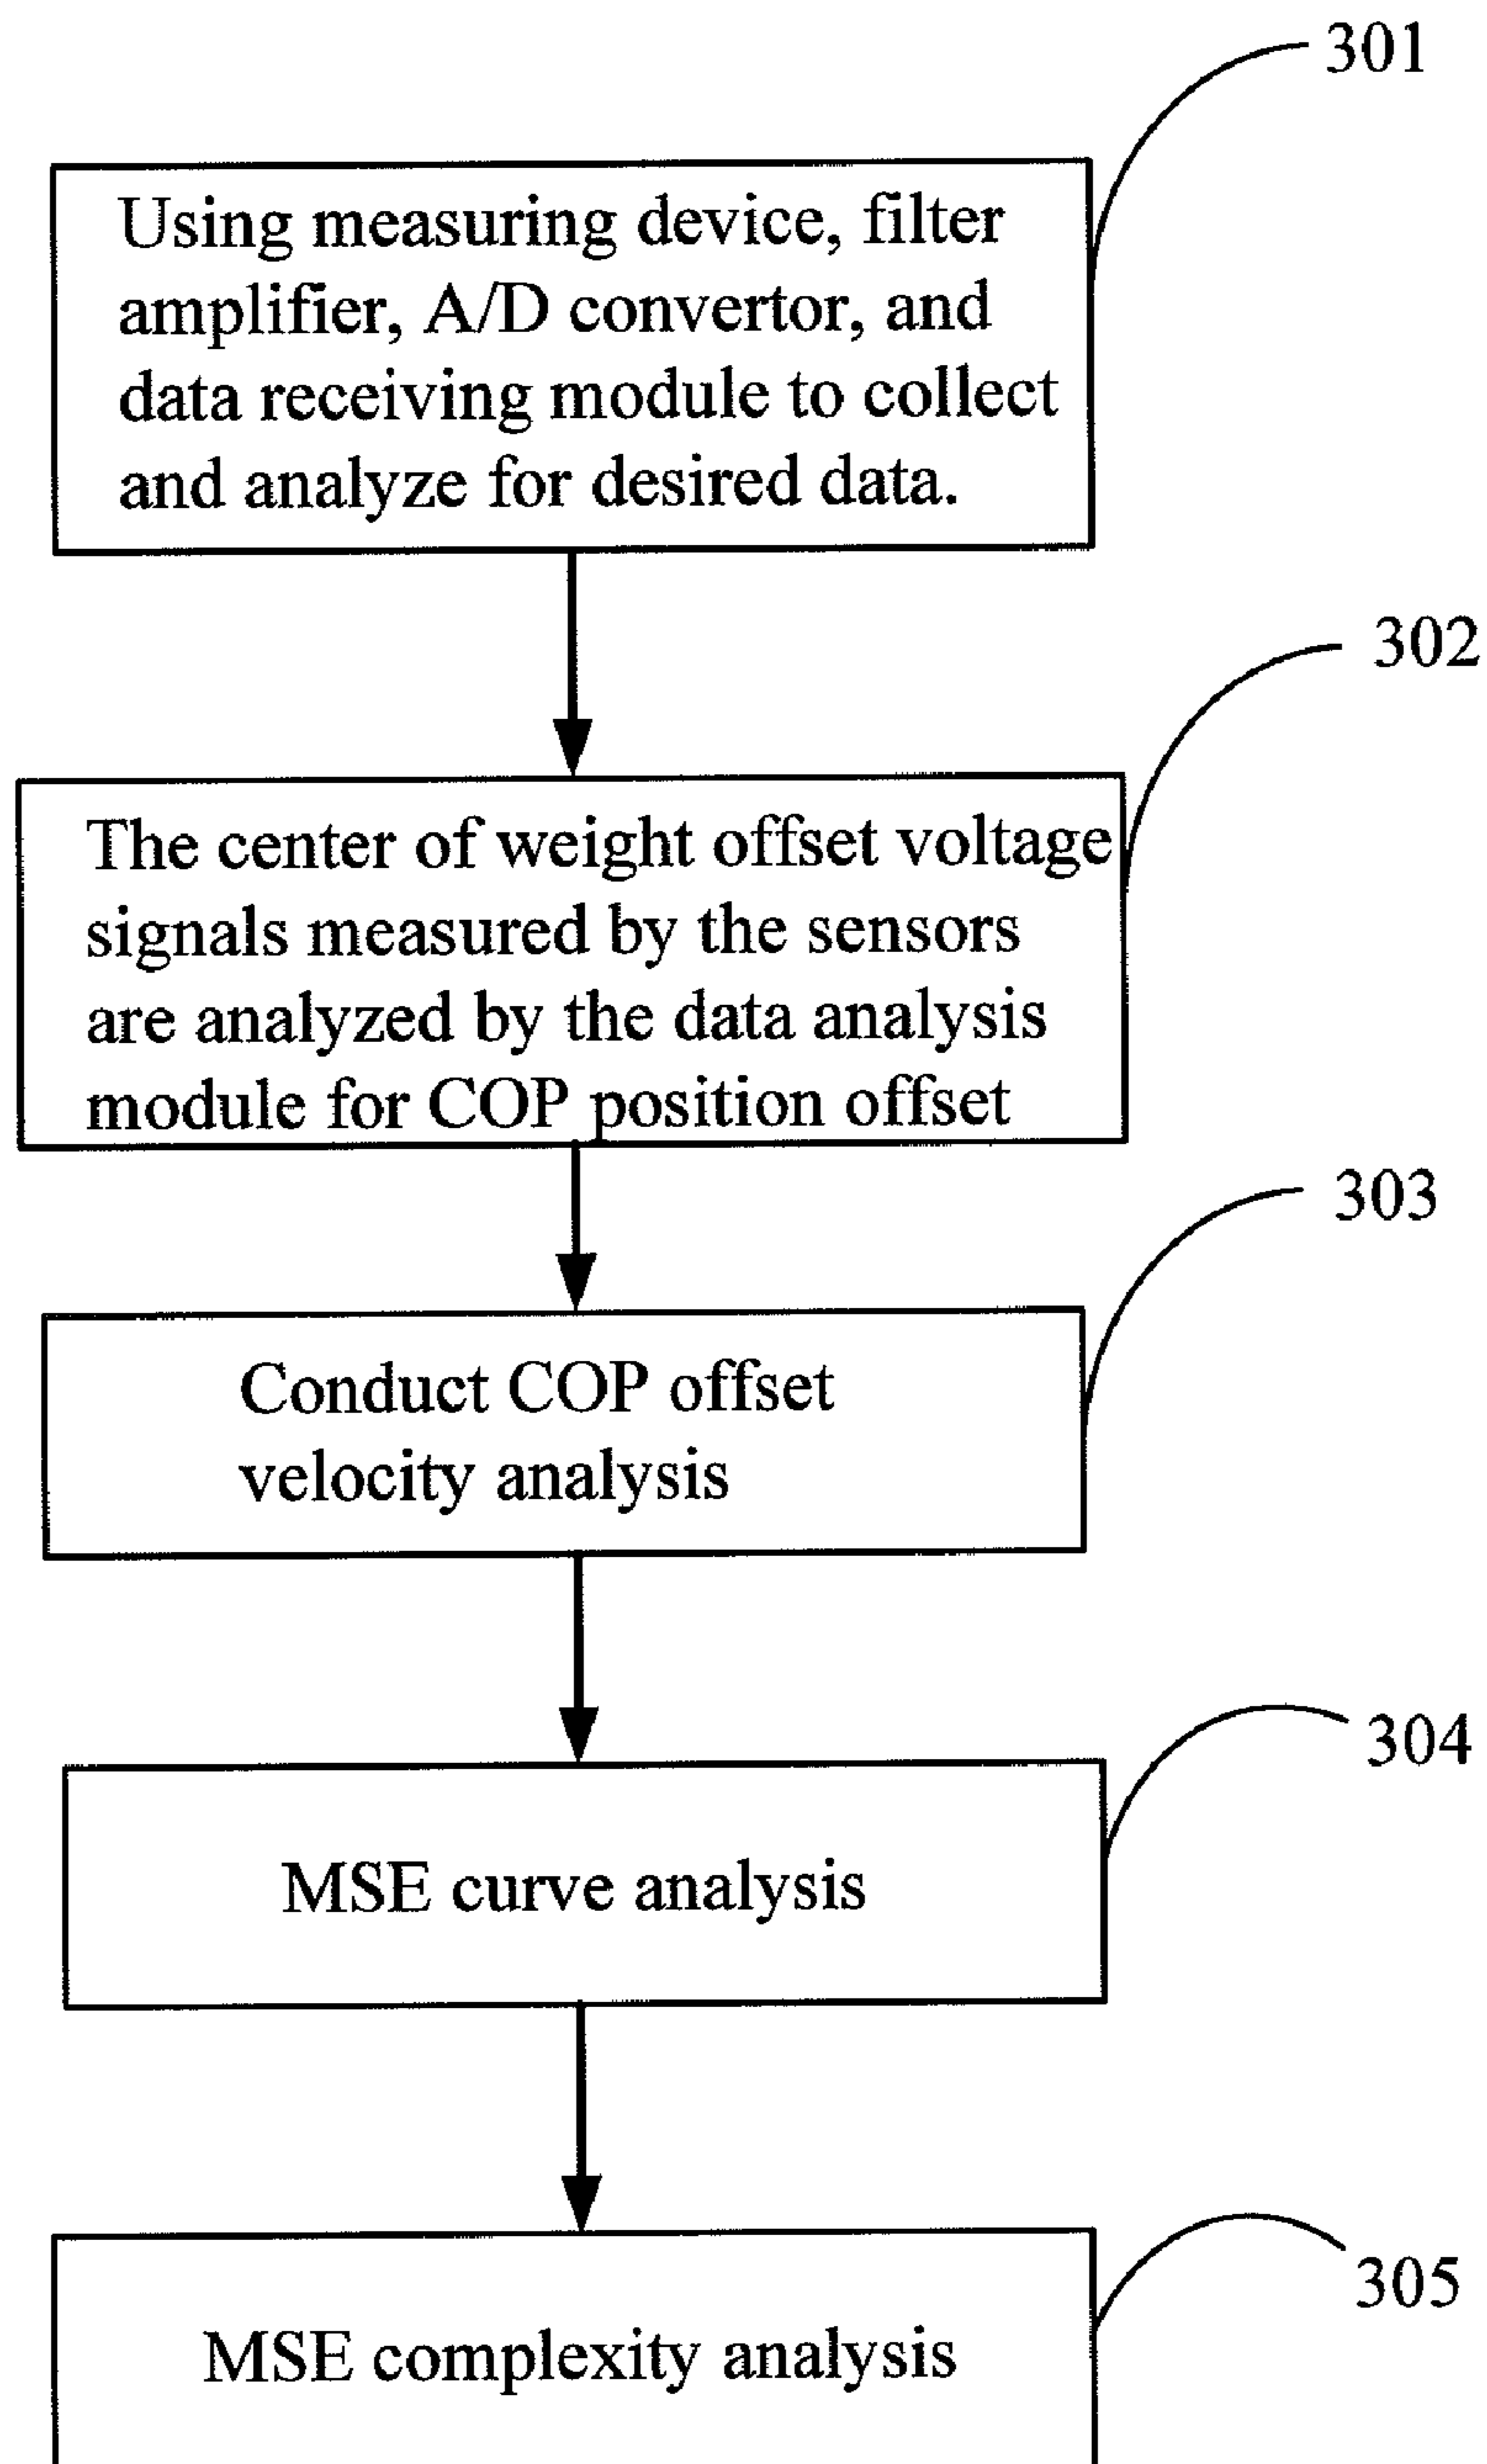 301
Using measuring device, filter
amplifier, A/D convertor, and
data receiving module to collect
and analyze for desired data.
302
The center of weight offset voltage
signals measured by the sensors
are analyzed by the data analysis
module for COP position offset
303
Conduct COP offset
velocity analysis
304
MSE curve analysis
305
MSE complexity analysis